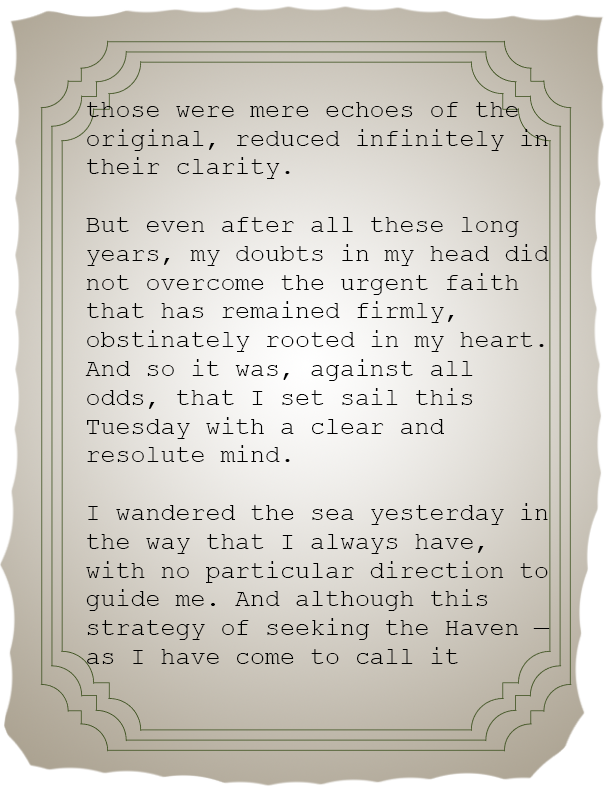 those were mere echoes of the
original, reduced infinitely in
their clarity.

But even after all these long
years, my doubts in my head did
not overcome the urgent faith
that has remained firmly,
obstinately rooted in my heart.
And so it was, against all
odds, that I set sail this
Tuesday with a clear and
resolute mind.

I wandered the sea yesterday in
the way that I always have,
with no particular direction to
guide me. And although this
strategy of seeking the Haven —
as I have come to call it